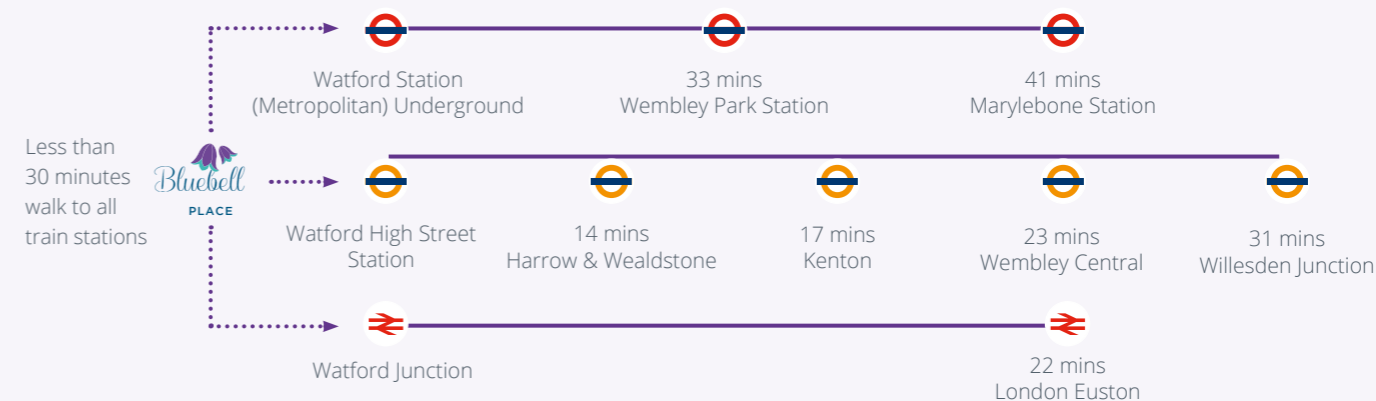 Watford Station
(Metropolitan) Underground
33 mins
Wembley Park Station
41 mins
Marylebone Station
Less than
30 minutes
walk to all
train stations
Bluebell
PLACE
Watford High Street
Station
14 mins
Harrow & Wealdstone
17 mins
Kenton
23 mins
Wembley Central
31 mins
Willesden Junction
Watford Junction
22 mins
London Euston